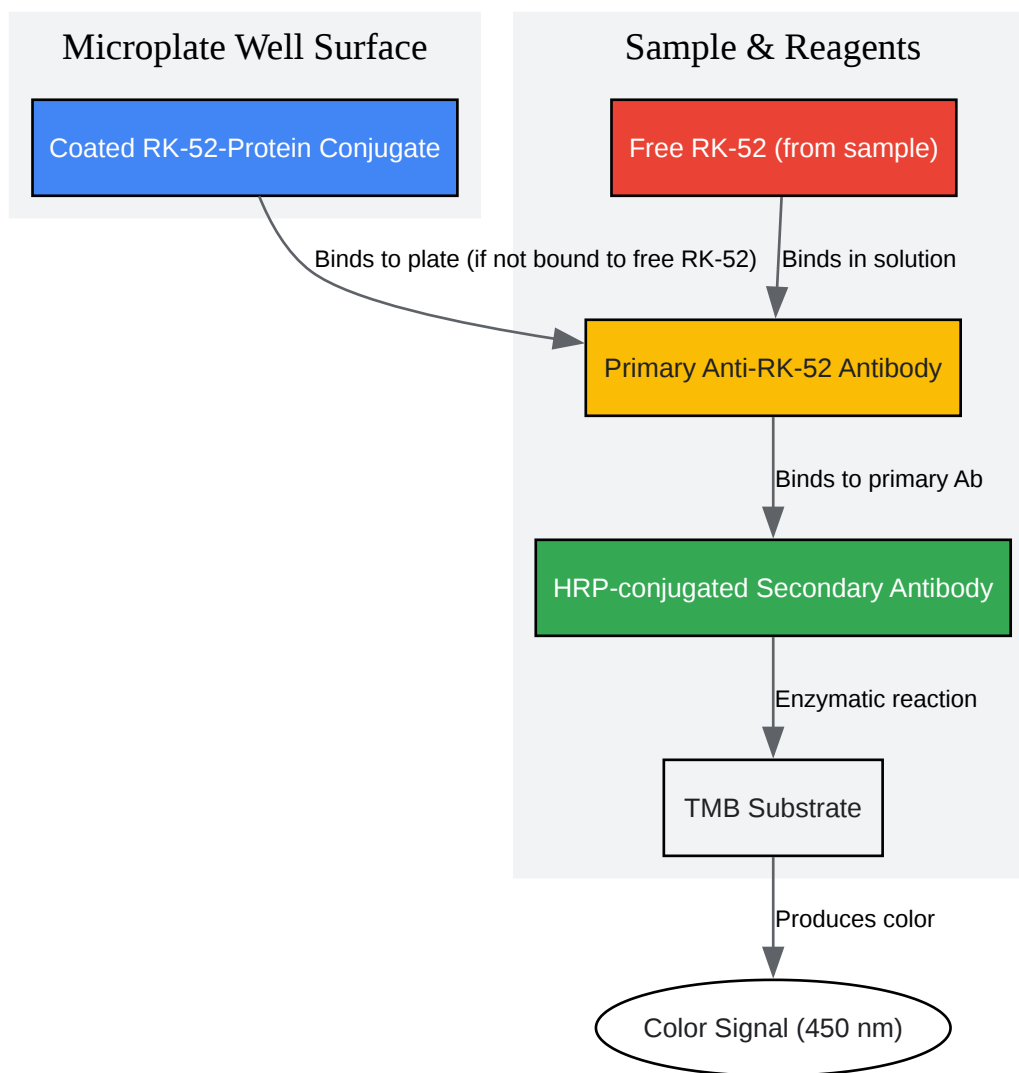 Microplate Well Surface
Sample & Reagents
Coated RK-52-Protein Conjugate
Free RK-52 (from sample)
Binds to plate (if not bound to free RK-52)
Binds in solution
Primary Anti-RK-52 Antibody
Binds to primary Ab
HRP-conjugated Secondary Antibody
Enzymatic reaction
TMB Substrate
Produces color
Color Signal (450 nm)